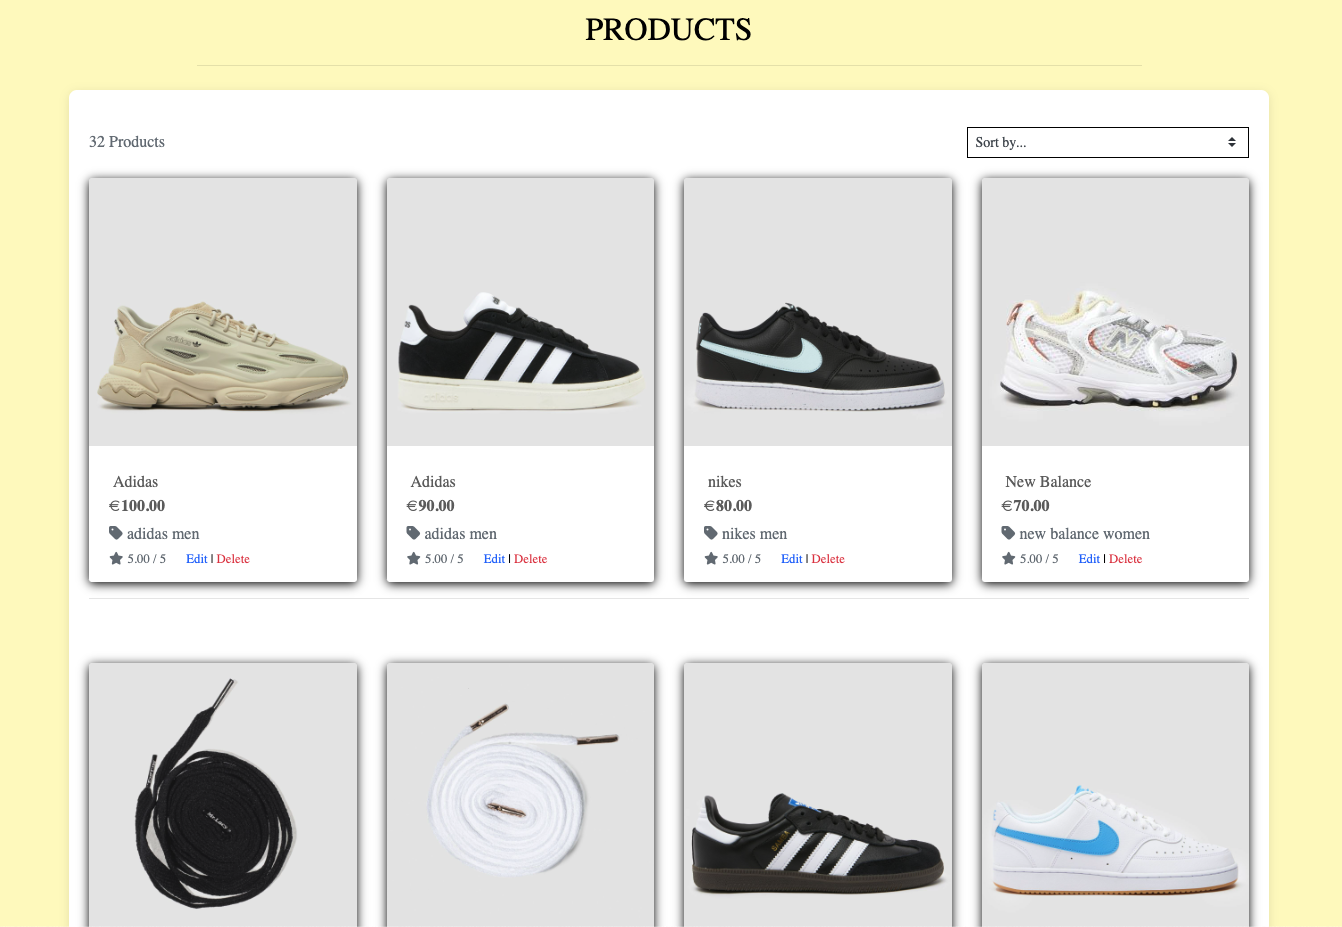 PRODUCTS
32 Products
Sort by...
Adidas
€100.00
adidas men
5.00 / 5 Edit | Delete
Adidas
€90.00
adidas men
5.00 / 5 Edit | Delete
nikes
€80.00
nikes men
5.00 / 5 Edit | Delete
New Balance
€70.00
new balance women
5.00 / 5 Edit | Delete